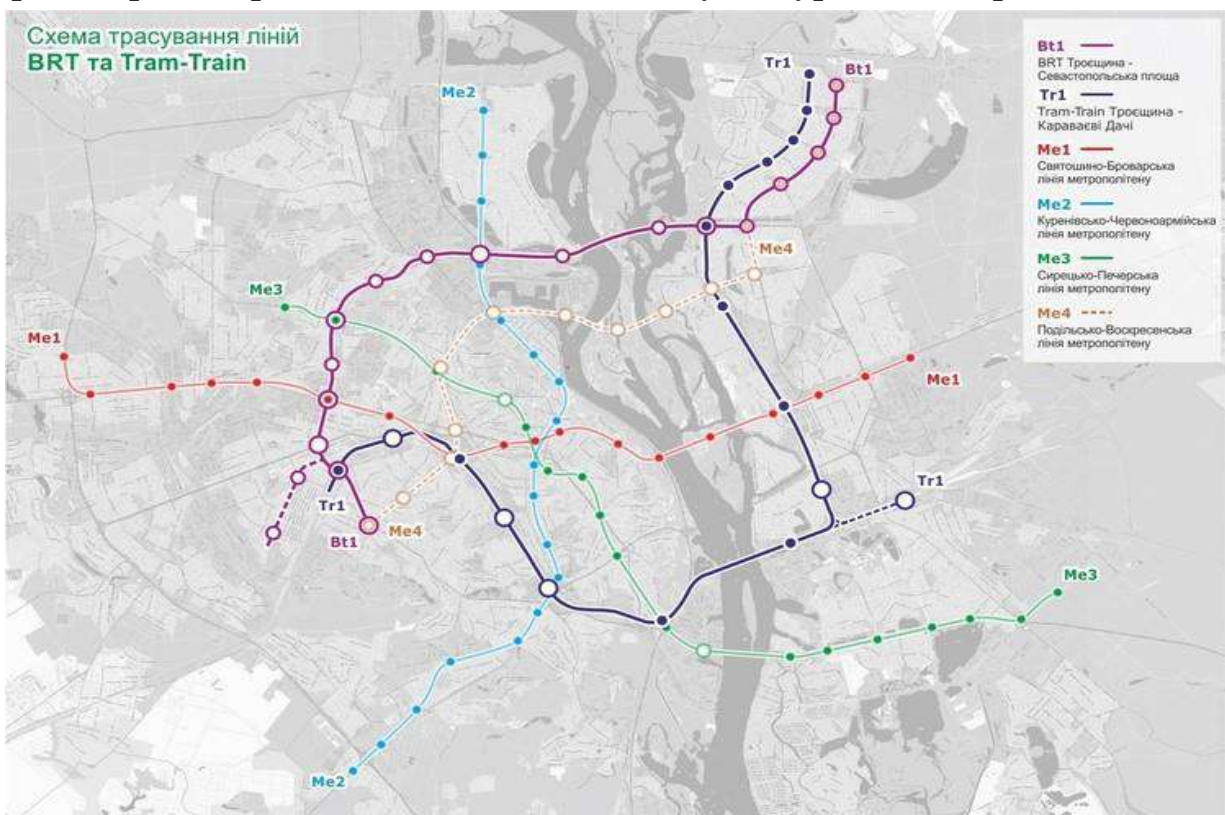 Схема трасування ліній
BRT та Tram-Train
Bt1
BRT Троєщина -
Севастопольська площа
Tr1
Tram-Train Троєщина -
Караваєві Дачі
Me1
Святошино-Броварська
лінія метрополітену
Me2
Куренівсько-Червоноармійська
лінія метрополітену
Me3
Сирецько-Печерська
лінія метрополітену
Me4
Подільсько-Воскресенська
лінія метрополітену
Tr1
Bt1
Me2
Me4
Me3
Me1
Me1
Tr1
Tr1
Bt1
Me4
Me3
Me2